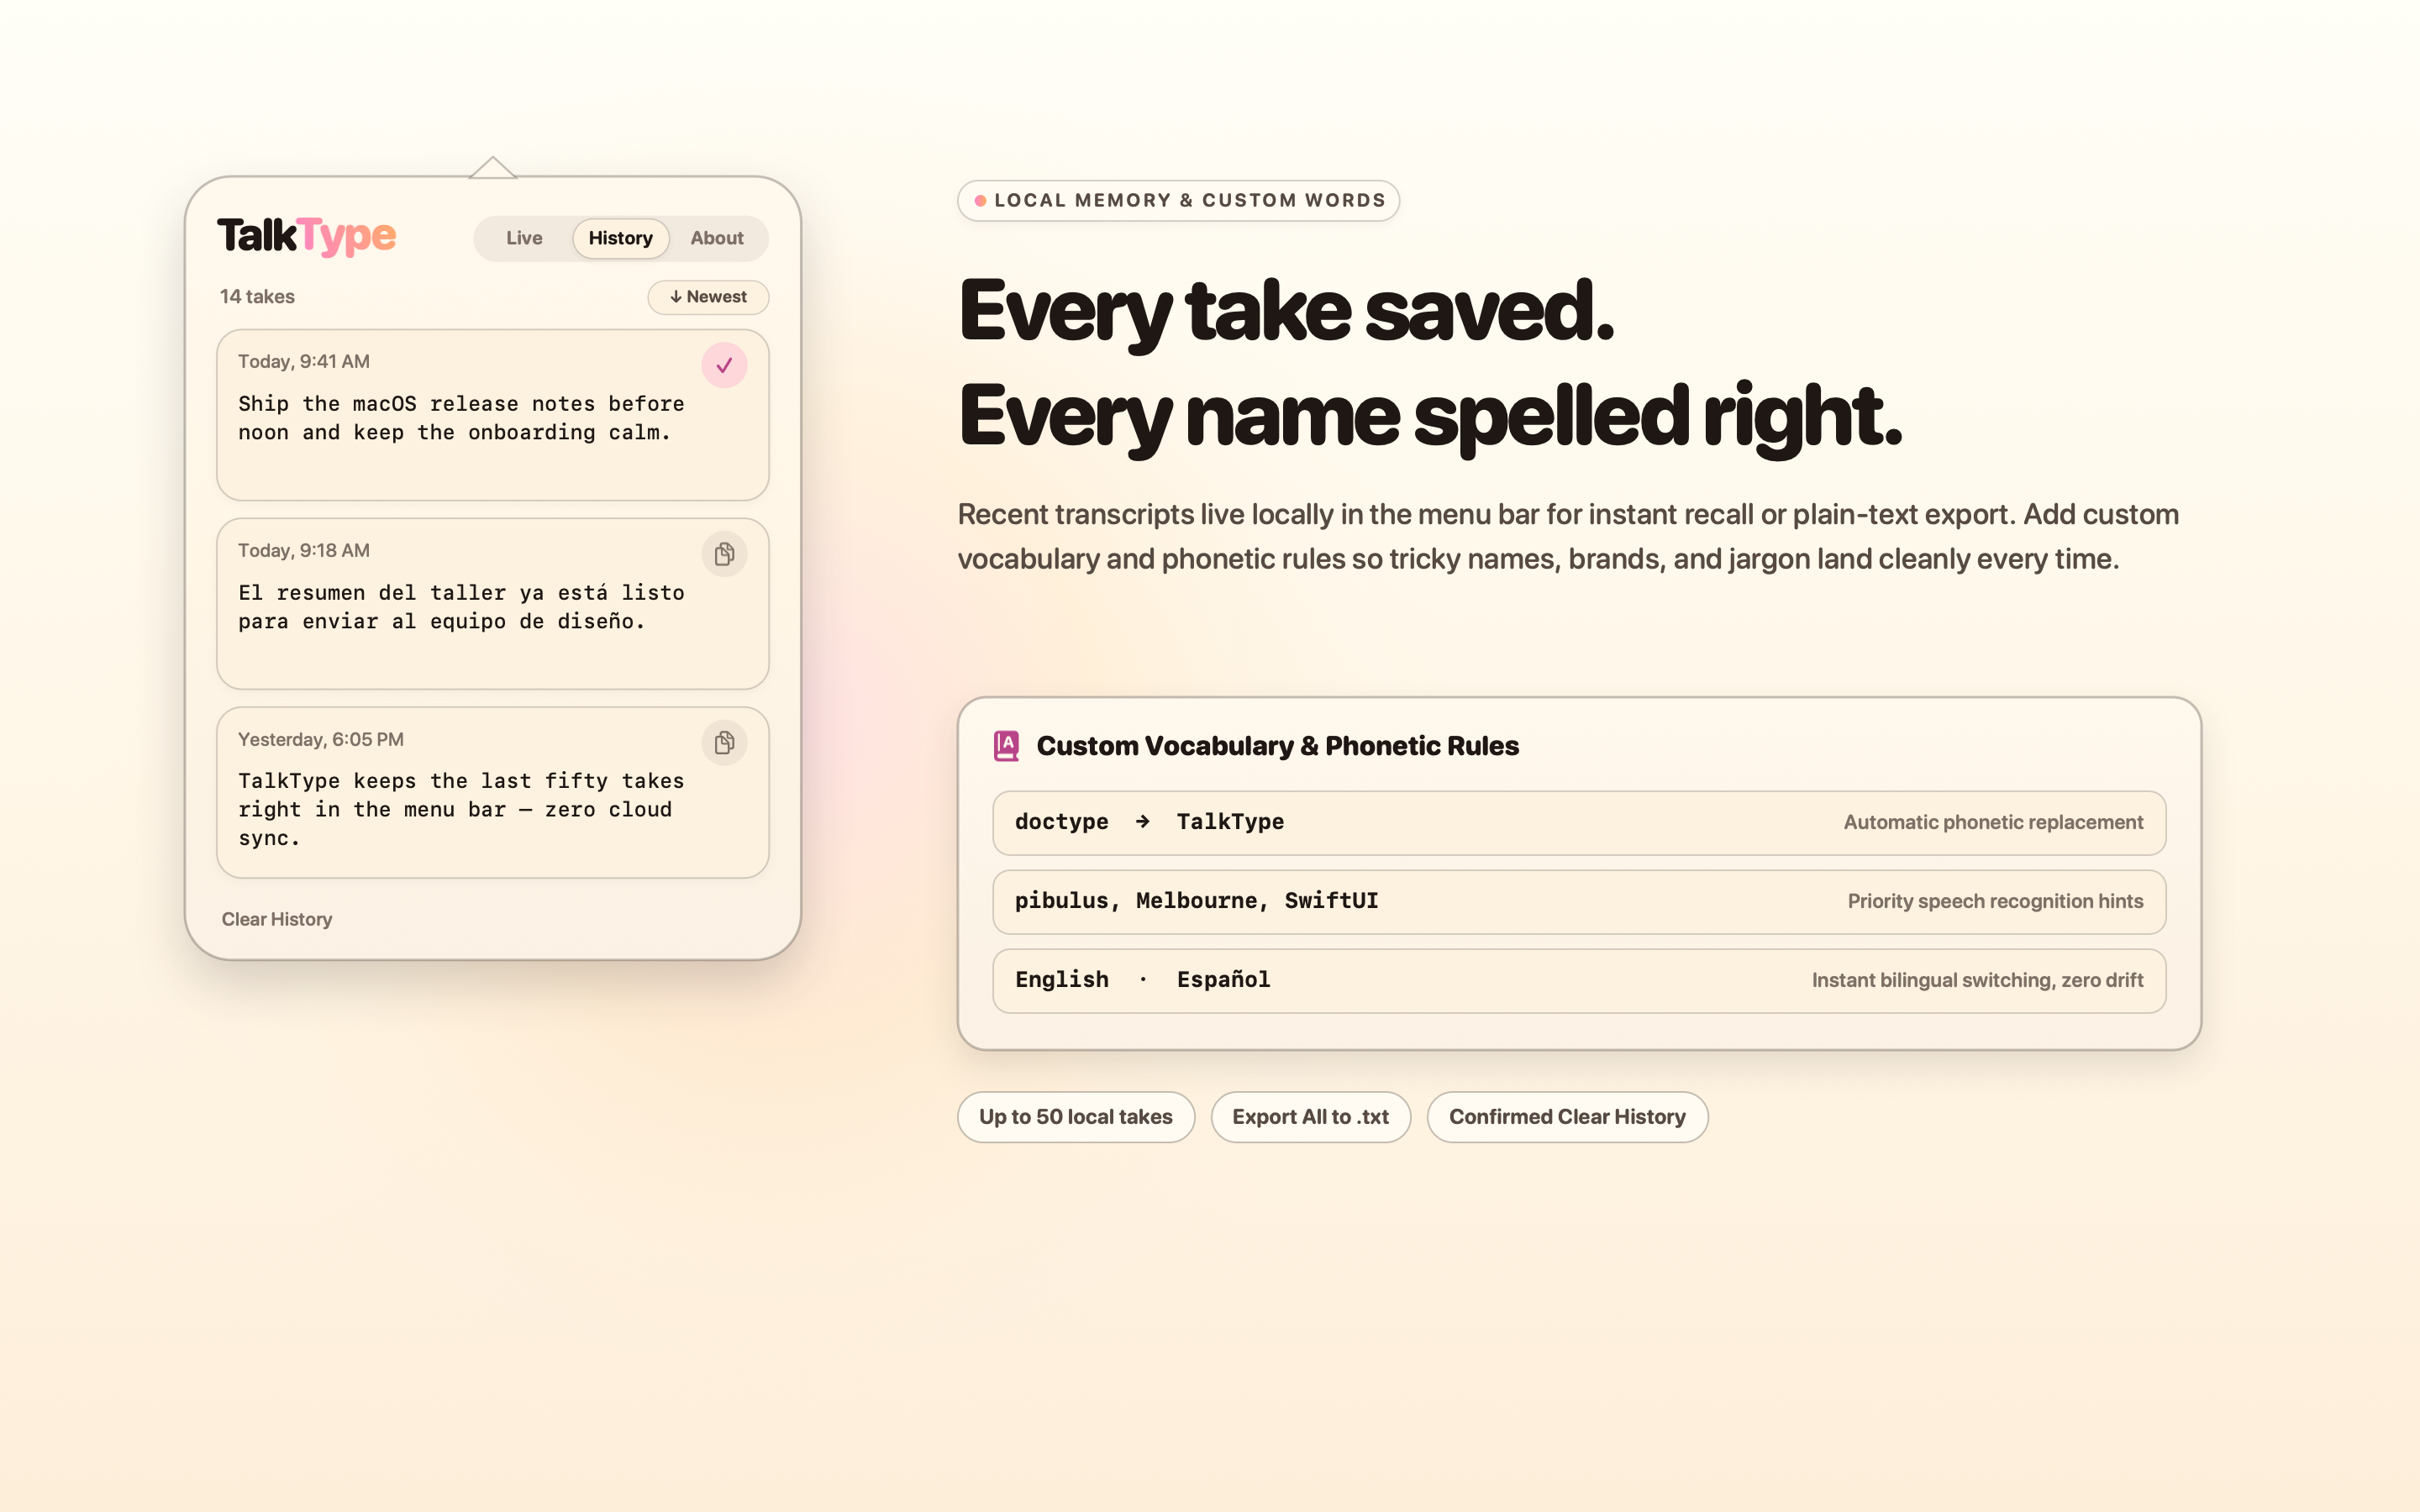 TalkType
Live
History
About
14 takes
↓ Newest
Today, 9:41 AM
Ship the macOS release notes before
noon and keep the onboarding calm.
Today, 9:18 AM
El resumen del taller ya está listo
para enviar al equipo de diseño.
Yesterday, 6:05 PM
TalkType keeps the last fifty takes
right in the menu bar — zero cloud
sync.
Clear History
LOCAL MEMORY & CUSTOM WORDS
Every take saved.
Every name spelled right.
Recent transcripts live locally in the menu bar for instant recall or plain-text export. Add custom
vocabulary and phonetic rules so tricky names, brands, and jargon land cleanly every time.
A
Custom Vocabulary & Phonetic Rules
doctype → TalkType
Automatic phonetic replacement
pibulus, Melbourne, SwiftUI
Priority speech recognition hints
English · Español
Instant bilingual switching, zero drift
Up to 50 local takes
Export All to .txt
Confirmed Clear History